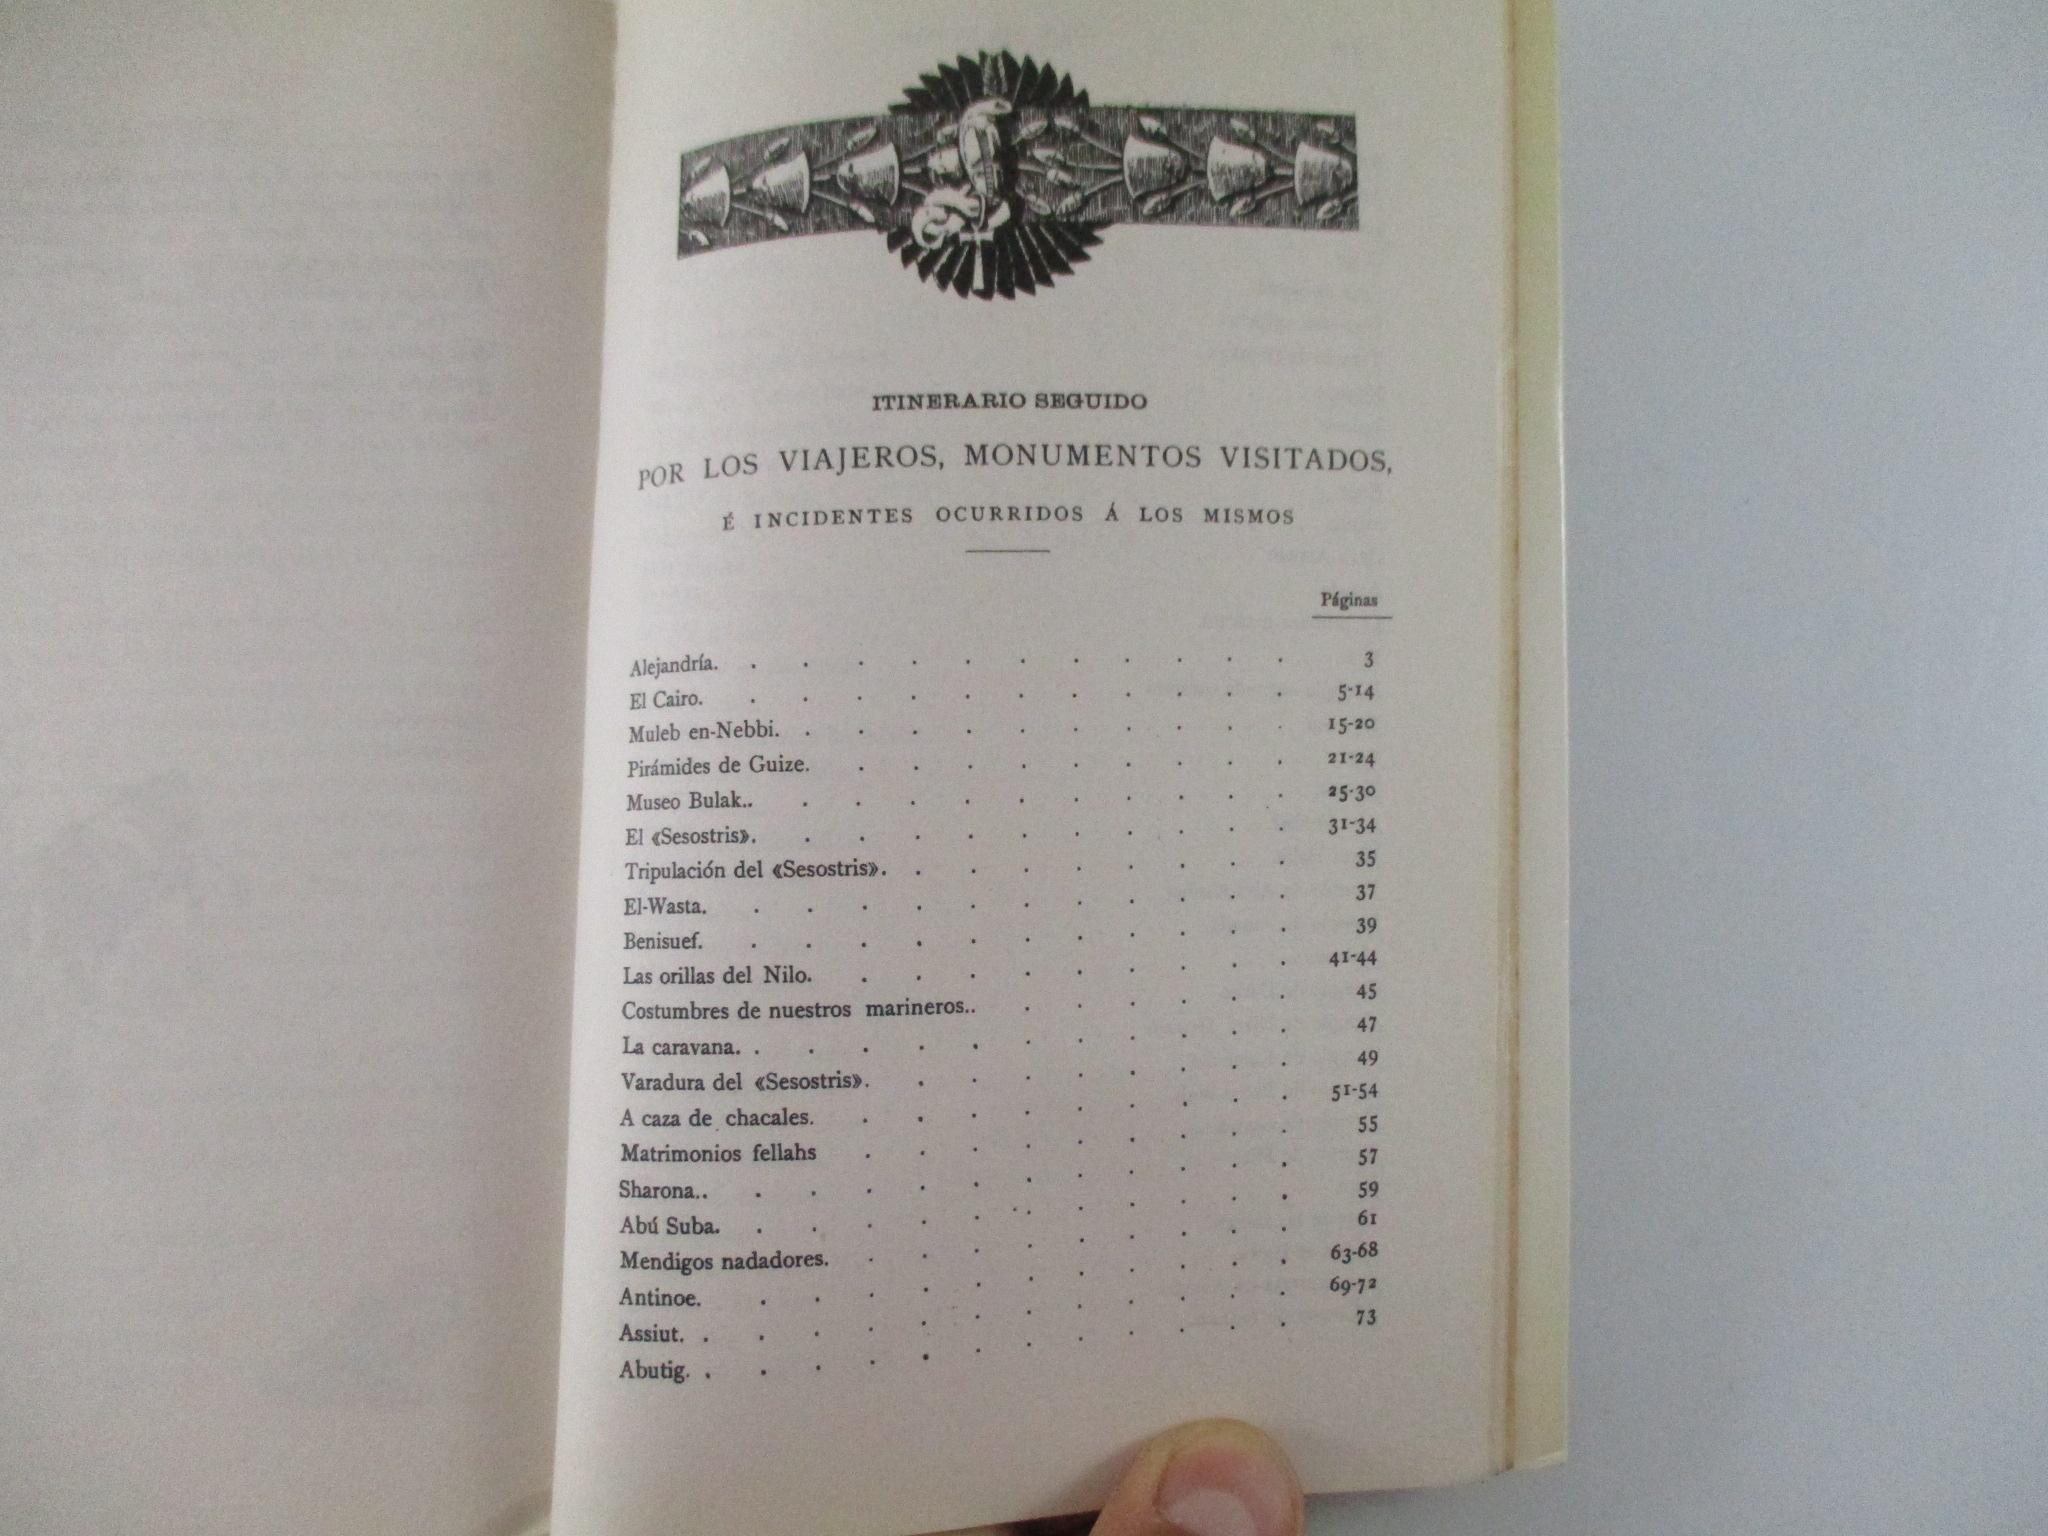 ITINERARIO SEGUIDO
POR LOS VIAJEROS, MONUMENTOS VISITADOS,
É INCIDENTES OCURRIDOS Á LOS MISMOS
Páginas
Alejandría. . . . . . . . . . . . 3
El Cairo. . . . . . . . . . . . 5-14
Muleb en-Nebbi. . . . . . . . . . . 15-20
Pirámides de Guize. . . . . . . . . . 21-24
Museo Bulak.. . . . . . . . . . . 25-30
El «Sesostris». . . . . . . . . . . 31-34
Tripulación del «Sesostris». . . . . . . . . 35
El-Wasta. . . . . . . . . . . . 37
Benisuef. . . . . . . . . . . . 39
Las orillas del Nilo. . . . . . . . . . 41-44
Costumbres de nuestros marineros.. . . . . . . 45
La caravana. . . . . . . . . . . . 47
Varadura del «Sesostris». . . . . . . . . 49
A caza de chacales. . . . . . . . . . 51-54
Matrimonios fellahs . . . . . . . . . 55
Sharona.. . . . . . . . . . . . 57
Abú Suba. . . . . . . . . . . . 59
Mendigos nadadores. . . . . . . . . . 61
Antinoe. . . . . . . . . . . . 63-68
Assiut. . . . . . . . . . . . . 69-72
Abutig. . . . . . . . . . . . . 73